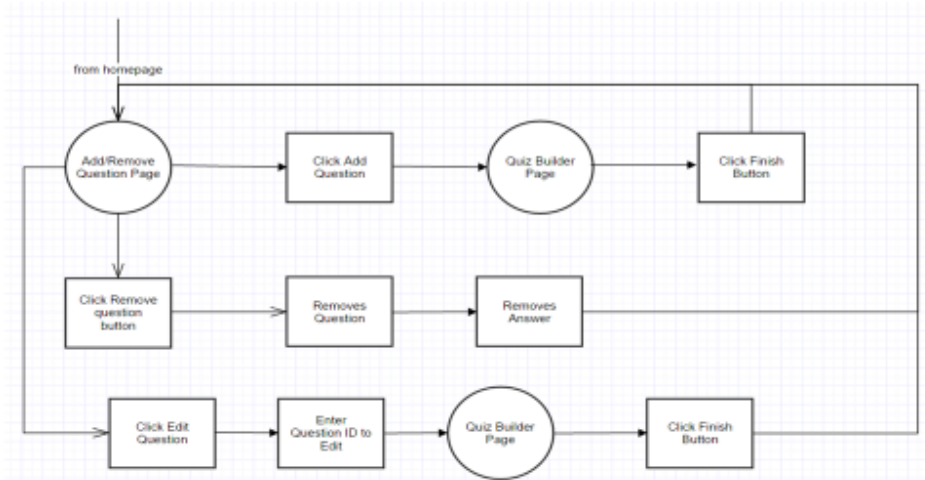 from homepage
Add/Remove
Question Page
Click Add
Question
Quiz Builder
Page
Click Finish
Button
Click Remove
question
button
Removes
Question
Removes
Answer
Click Edit
Question
Enter
Question ID to
Edit
Quiz Builder
Page
Click Finish
Button